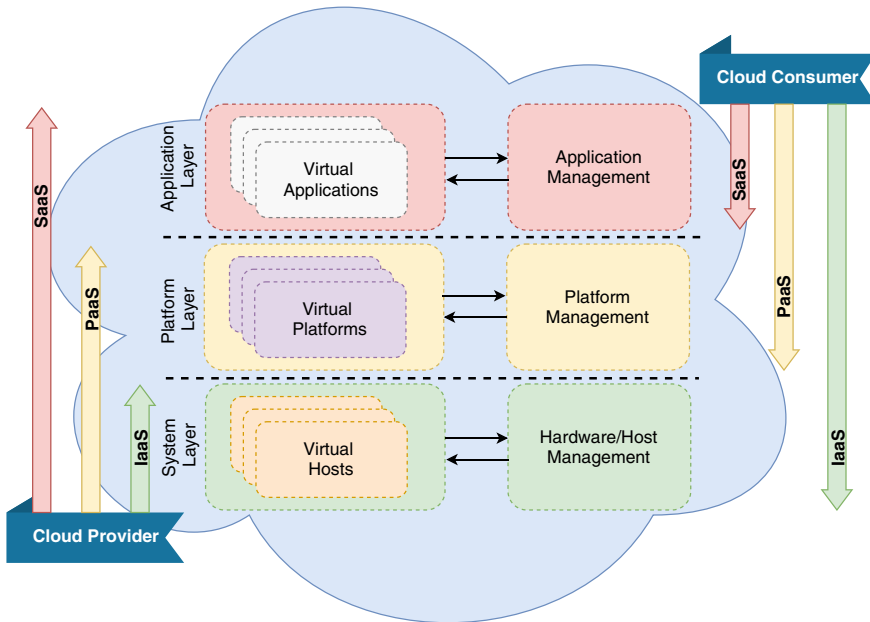 Cloud Consumer
Application
Layer
Virtual
Applications
Application
Management
SaaS
SaaS
Platform
Layer
Virtual
Platforms
Platform
Management
PaaS
PaaS
System
Layer
Virtual
Hosts
Hardware/Host
Management
IaaS
IaaS
Cloud Provider